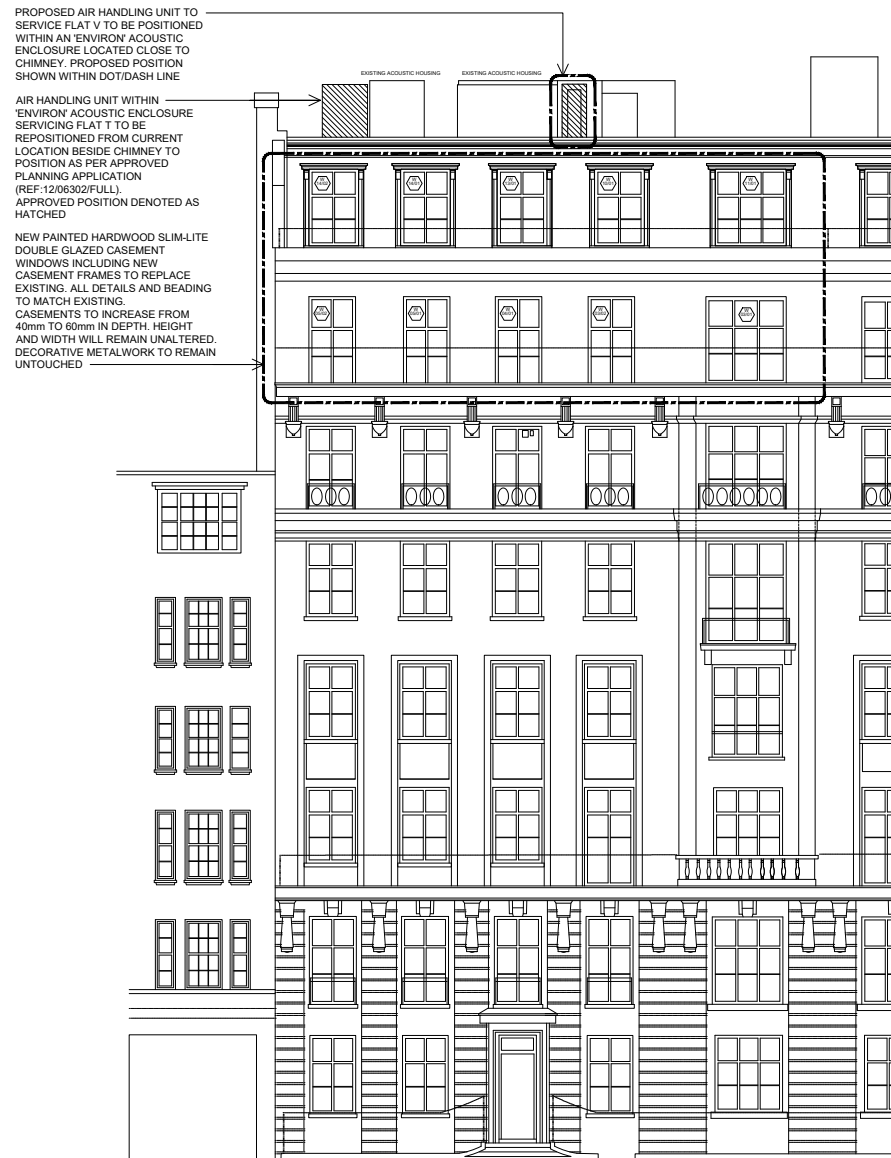 PROPOSED AIR HANDLING UNIT TO
SERVICE FLAT V TO BE POSITIONED
WITHIN AN 'ENVIRON' ACOUSTIC
ENCLOSURE LOCATED CLOSE TO
CHIMNEY. PROPOSED POSITION
SHOWN WITHIN DOT/DASH LINE
EXISTING ACOUSTIC HOUSING
EXISTING ACOUSTIC HOUSING
AIR HANDLING UNIT WITHIN
'ENVIRON' ACOUSTIC ENCLOSURE
SERVICING FLAT T TO BE
REPOSITIONED FROM CURRENT
LOCATION BESIDE CHIMNEY TO
POSITION AS PER APPROVED
PLANNING APPLICATION
(REF:12/06302/FULL).
APPROVED POSITION DENOTED AS
HATCHED
NEW PAINTED HARDWOOD SLIM-LITE
DOUBLE GLAZED CASEMENT
WINDOWS INCLUDING NEW
CASEMENT FRAMES TO REPLACE
EXISTING. ALL DETAILS AND BEADING
TO MATCH EXISTING.
CASEMENTS TO INCREASE FROM
40mm TO 60mm IN DEPTH. HEIGHT
AND WIDTH WILL REMAIN UNALTERED.
DECORATIVE METALWORK TO REMAIN
UNTOUCHED